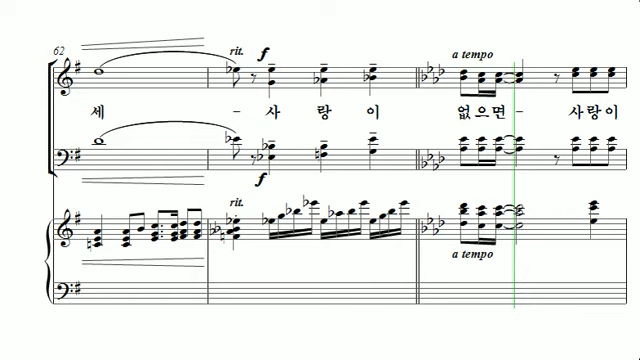 62
rit.
f
a tempo
세 - 사 랑 이 없으면 - 사랑이
f
rit.
a tempo